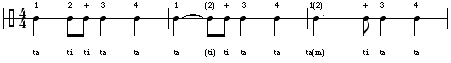 1 2 + 3 4 1 (2) + 3 4 1(2) + 3 4
4
4
ta ti ti ta ta ta (ti) ti ta ta ta(m) ti ta ta